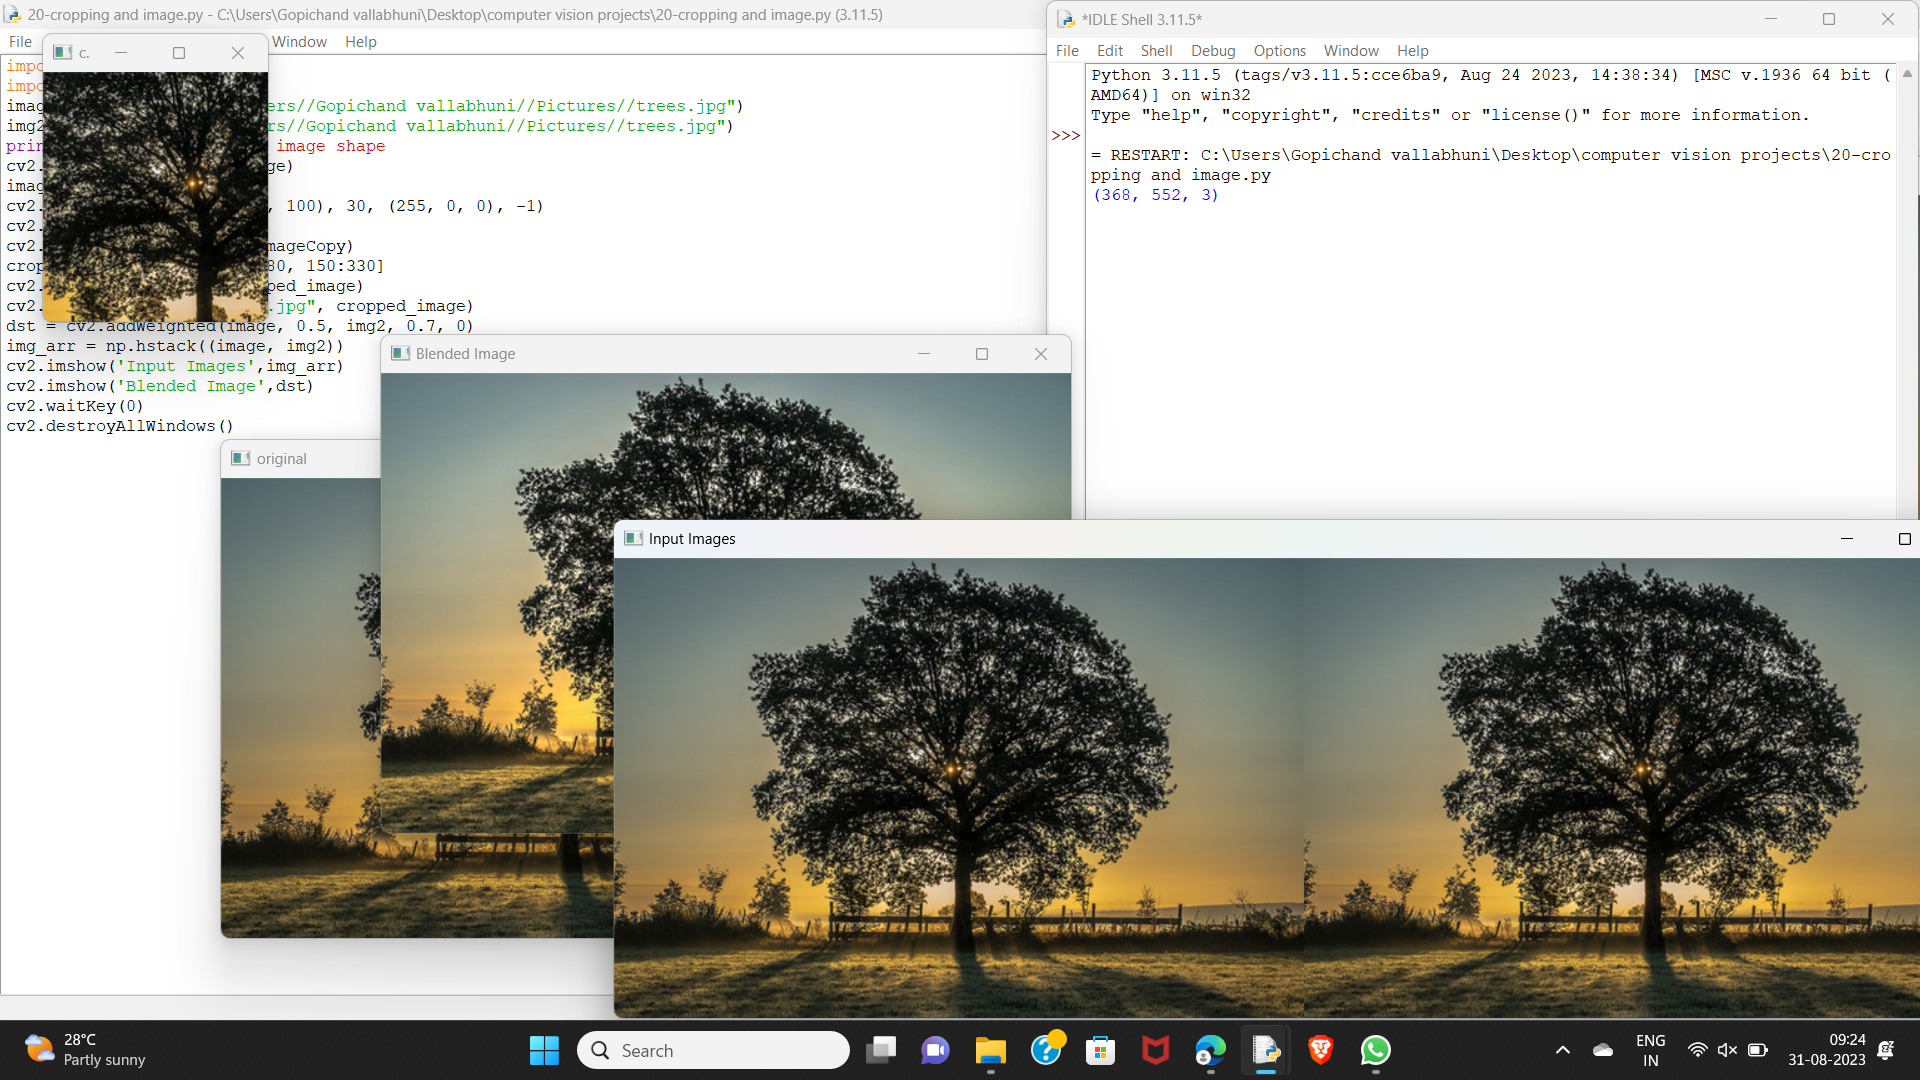 20-cropping and image.py - C:\Users\Gopichand vallabhuni\Desktop\computer vision projects\20-cropping and image.py (3.11.5)
File
Window Help
c.
impo
impo
imag ers//Gopichand vallabhuni//Pictures//trees.jpg")
img2 rs//Gopichand vallabhuni//Pictures//trees.jpg")
prin image shape
cv2. ge)
imag
cv2. , 100), 30, (255, 0, 0), -1)
cv2.
cv2. mageCopy)
crop 80, 150:330]
cv2. ped_image)
cv2. .jpg", cropped_image)
dst = cv2.addWeighted(image, 0.5, img2, 0.7, 0)
img_arr = np.hstack((image, img2))
cv2.imshow('Input Images',img_arr)
cv2.imshow('Blended Image',dst)
cv2.waitKey(0)
cv2.destroyAllWindows()
original
Blended Image
Input Images
*IDLE Shell 3.11.5*
File Edit Shell Debug Options Window Help
Python 3.11.5 (tags/v3.11.5:cce6ba9, Aug 24 2023, 14:38:34) [MSC v.1936 64 bit (
AMD64)] on win32
Type "help", "copyright", "credits" or "license()" for more information.
>>>
= RESTART: C:\Users\Gopichand vallabhuni\Desktop\computer vision projects\20-cro
pping and image.py
(368, 552, 3)
28°C
Partly sunny
Search
ENG
IN
09:24
31-08-2023